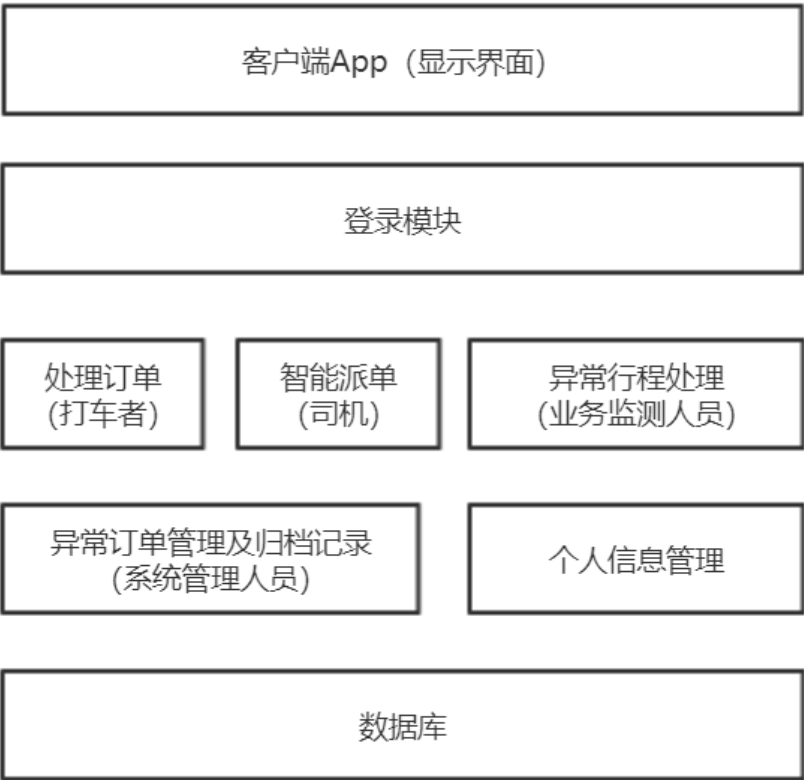 客户端App（显示界面）
登录模块
处理订单
(打车者)
智能派单
(司机)
异常行程处理
(业务监测人员)
异常订单管理及归档记录
(系统管理人员)
个人信息管理
数据库